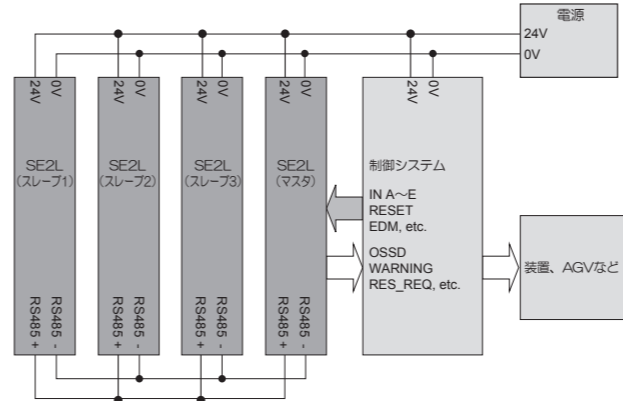 電源
24V
0V
24V
0V
24V
0V
24V
0V
24V
0V
24V
0V
SE2L
(スレーブ1)
SE2L
(スレーブ2)
SE2L
(スレーブ3)
SE2L
(マスタ)
制御システム
IN A～E
RESET
EDM, etc.
OSSD
WARNING
RES_REQ, etc.
装置、AGVなど
RS485 +
RS485 -
RS485 +
RS485 -
RS485 +
RS485 -
RS485 +
RS485 -